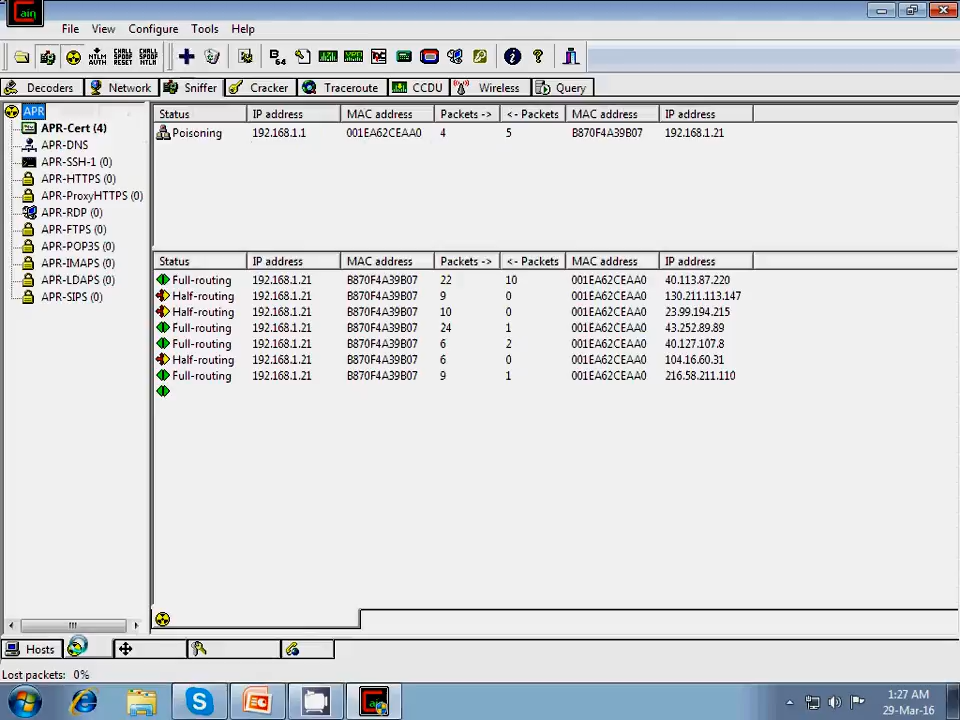 Cain
File View Configure Tools Help
NTLM AUTH CHALL SPOOF RESET CHALL SPOOF NTLM B 64
Decoders Network Sniffer Cracker Traceroute CCDU Wireless Query
APR
APR-Cert (4)
APR-DNS
APR-SSH-1 (0)
APR-HTTPS (0)
APR-ProxyHTTPS (0)
APR-RDP (0)
APR-FTPS (0)
APR-POP3S (0)
APR-IMAPS (0)
APR-LDAPS (0)
APR-SIPS (0)
Status IP address MAC address Packets -> <- Packets MAC address IP address
Poisoning 192.168.1.1 001EA62CEAA0 4 5 B870F4A39B07 192.168.1.21
Status IP address MAC address Packets -> <- Packets MAC address IP address
Full-routing 192.168.1.21 B870F4A39B07 22 10 001EA62CEAA0 40.113.87.220
Half-routing 192.168.1.21 B870F4A39B07 9 0 001EA62CEAA0 130.211.113.147
Half-routing 192.168.1.21 B870F4A39B07 10 0 001EA62CEAA0 23.99.194.215
Full-routing 192.168.1.21 B870F4A39B07 24 1 001EA62CEAA0 43.252.89.89
Full-routing 192.168.1.21 B870F4A39B07 6 2 001EA62CEAA0 40.127.107.8
Half-routing 192.168.1.21 B870F4A39B07 6 0 001EA62CEAA0 104.16.60.31
Full-routing 192.168.1.21 B870F4A39B07 9 1 001EA62CEAA0 216.58.211.110
Hosts
Lost packets: 0%
1:27 AM
29-Mar-16